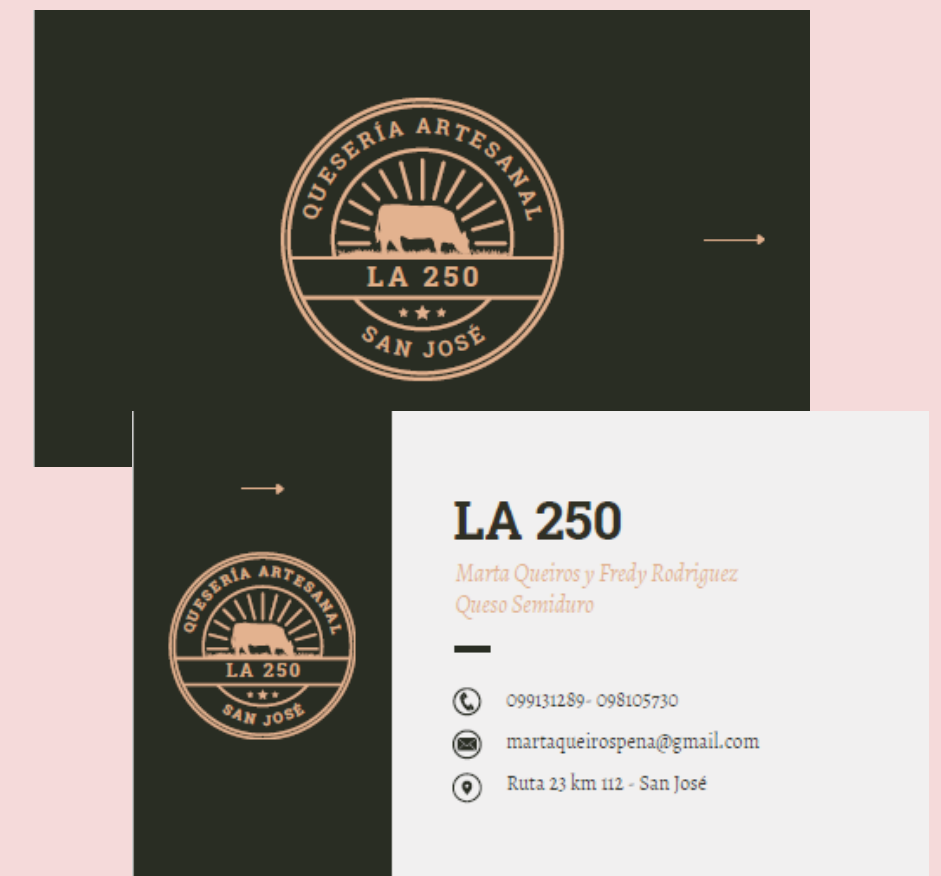 QUESERÍA ARTESANAL
LA 250
SAN JOSÉ
QUESERÍA ARTESANAL
LA 250
SAN JOSÉ
LA 250
Marta Queiros y Fredy Rodriguez
Queso Semiduro
099131289- 098105730
martaqueirospena@gmail.com
Ruta 23 km 112 - San José